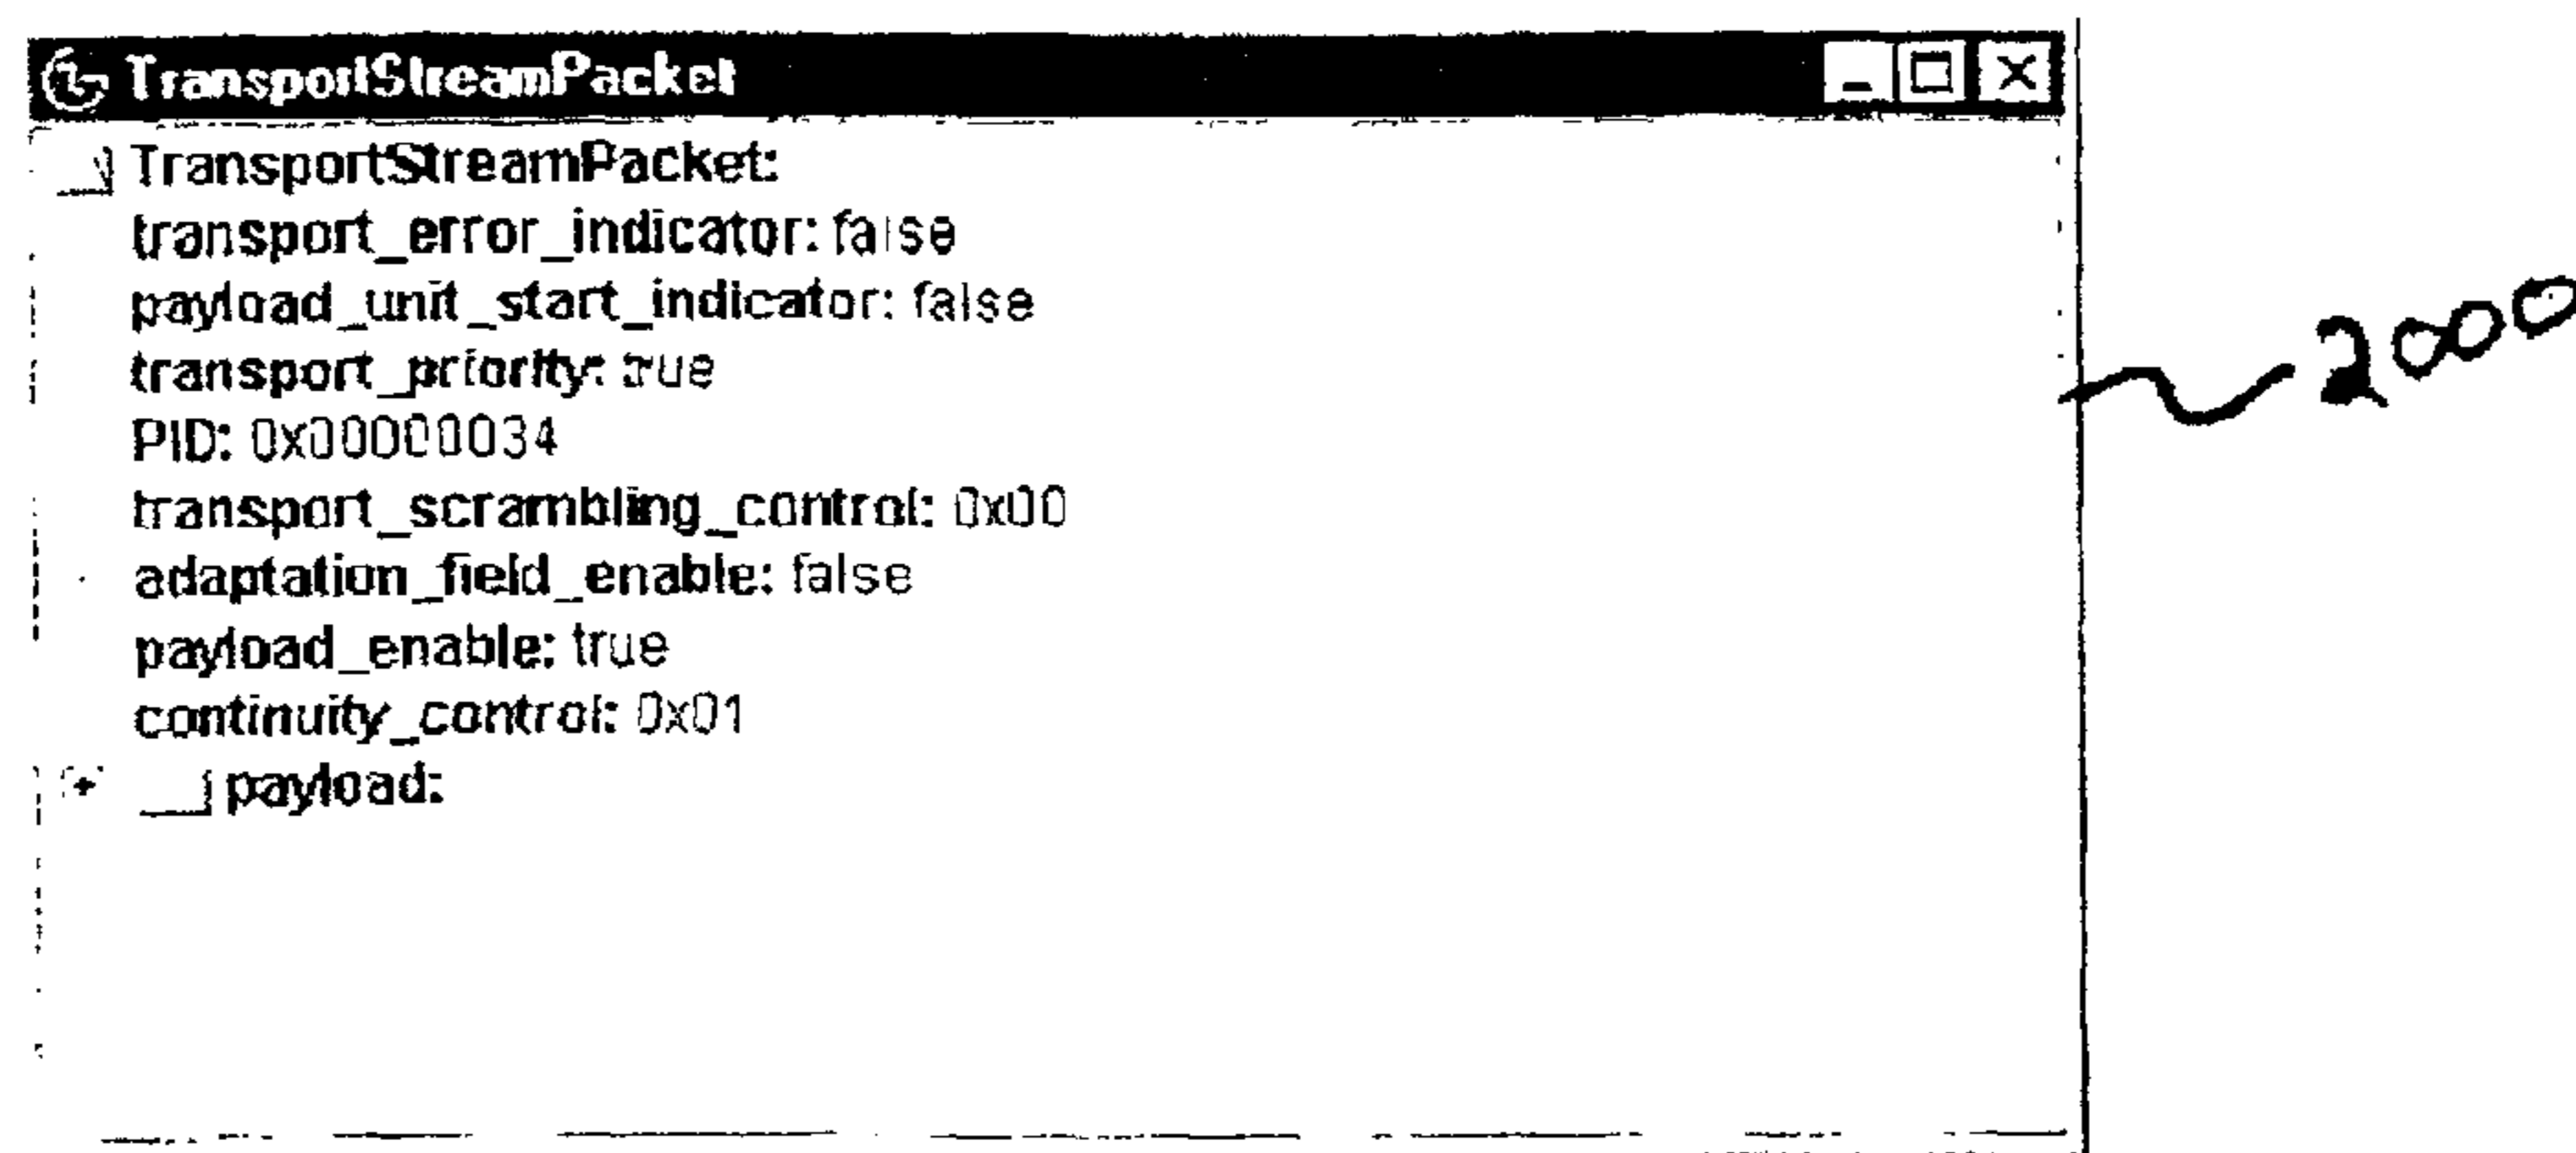 TransportStreamPacket
TransportStreamPacket:
transport_error_indicator: false
payload_unit_start_indicator: false
transport_priority: true
PID: 0x00000034
transport_scrambling_control: 0x00
adaptation_field_enable: false
payload_enable: true
continuity_control: 0x01
+ payload:
2000